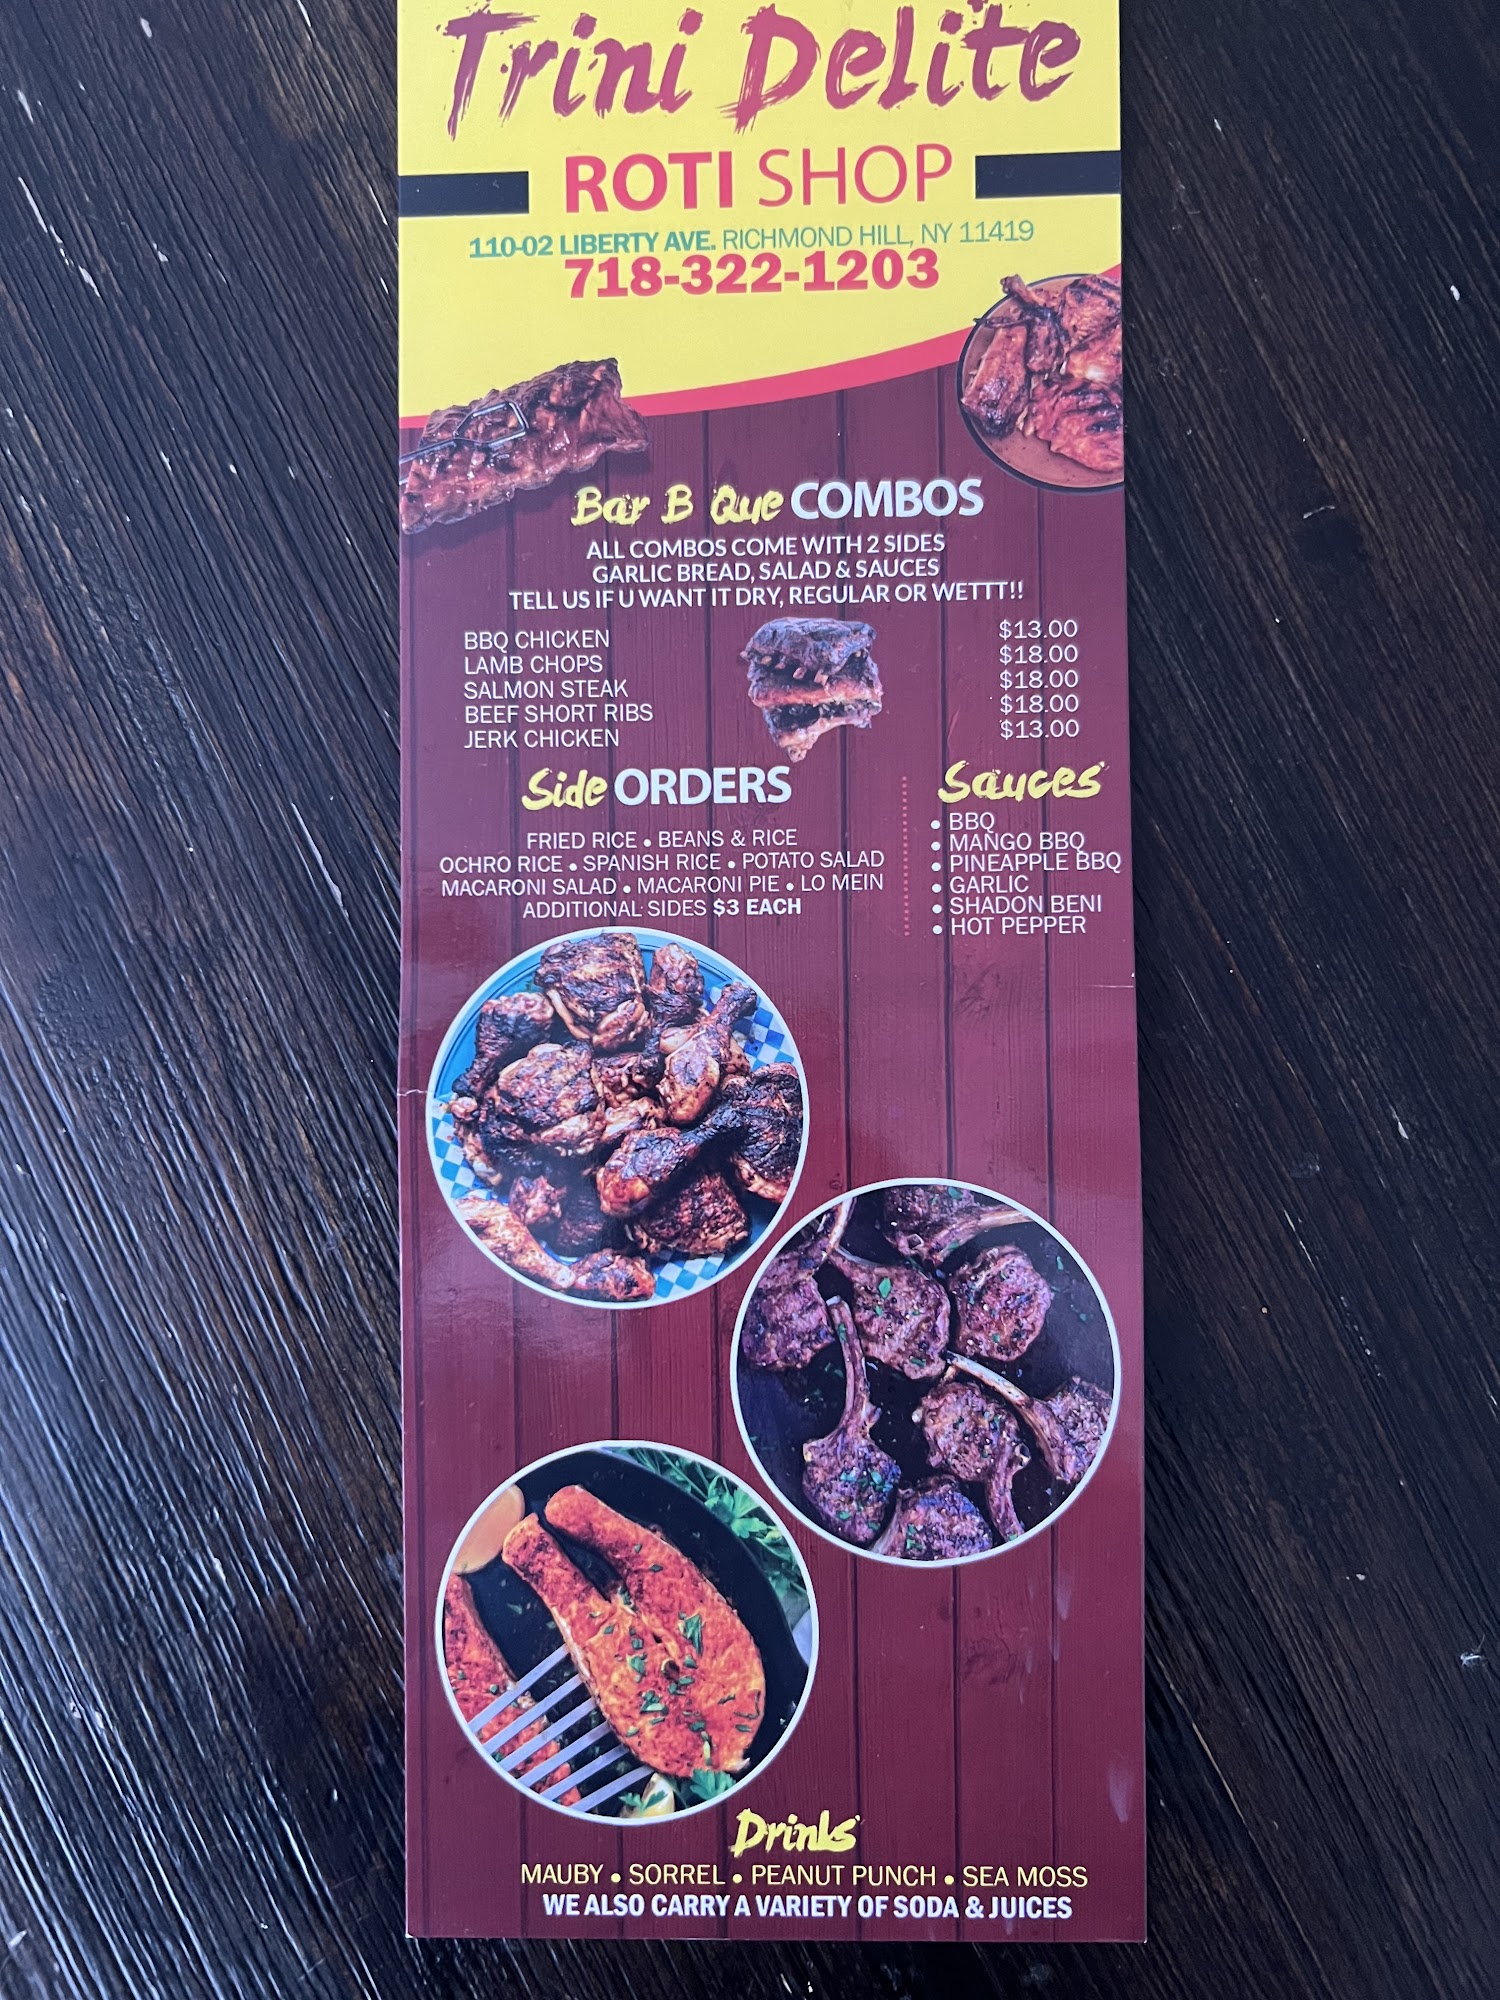 Trini Delite
ROTI SHOP
110-02 LIBERTY AVE. RICHMOND HILL, NY 11419
718-322-1203
Bar B Que COMBOS
ALL COMBOS COME WITH 2 SIDES
GARLIC BREAD, SALAD & SAUCES
TELL US IF U WANT IT DRY, REGULAR OR WETTT!!
BBQ CHICKEN $13.00
LAMB CHOPS $18.00
SALMON STEAK $18.00
BEEF SHORT RIBS $18.00
JERK CHICKEN $13.00
Side ORDERS
FRIED RICE • BEANS & RICE
OCHRO RICE • SPANISH RICE • POTATO SALAD
MACARONI SALAD • MACARONI PIE • LO MEIN
ADDITIONAL SIDES $3 EACH
Sauces
• BBQ
• MANGO BBQ
• PINEAPPLE BBQ
• GARLIC
• SHADON BENI
• HOT PEPPER
Drinks
MAUBY • SORREL • PEANUT PUNCH • SEA MOSS
WE ALSO CARRY A VARIETY OF SODA & JUICES